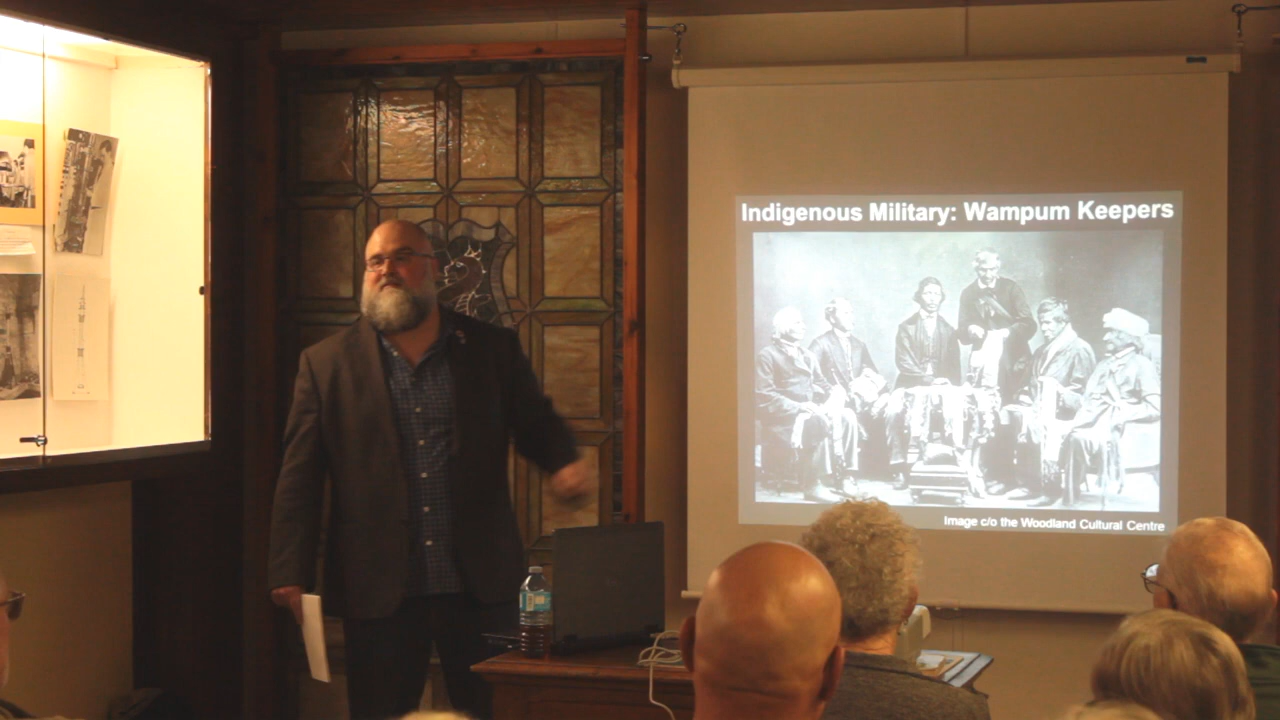 Indigenous Military: Wampum Keepers
Image c/o the Woodland Cultural Centre